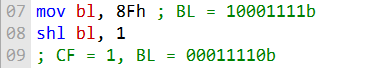 07 mov bl, 8Fh ; BL = 10001111b
08 shl bl, 1
09 ; CF = 1, BL = 00011110b